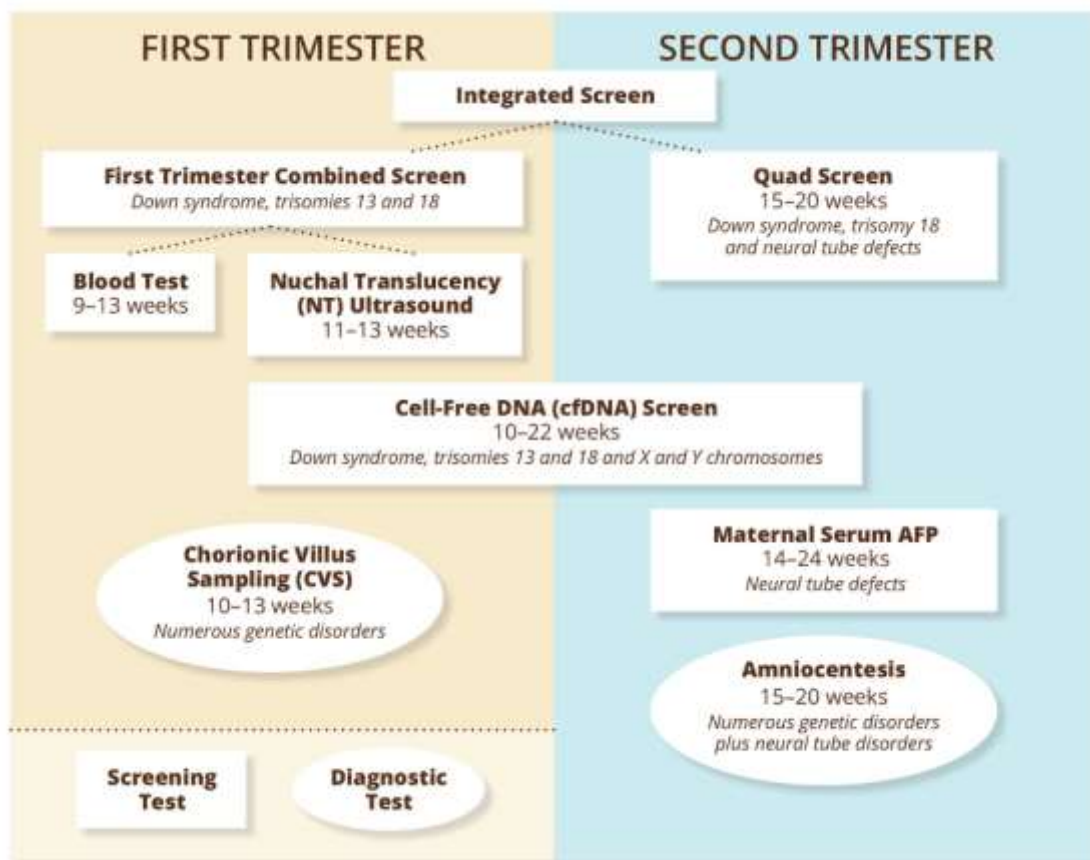 FIRST TRIMESTER
SECOND TRIMESTER
Integrated Screen
First Trimester Combined Screen
Down syndrome, trisomies 13 and 18
Quad Screen
15–20 weeks
Down syndrome, trisomy 18
and neural tube defects
Blood Test
9–13 weeks
Nuchal Translucency
(NT) Ultrasound
11–13 weeks
Cell-Free DNA (cfDNA) Screen
10–22 weeks
Down syndrome, trisomies 13 and 18 and X and Y chromosomes
Chorionic Villus
Sampling (CVS)
10–13 weeks
Numerous genetic disorders
Maternal Serum AFP
14–24 weeks
Neural tube defects
Amniocentesis
15–20 weeks
Numerous genetic disorders
plus neural tube disorders
Screening
Test
Diagnostic
Test